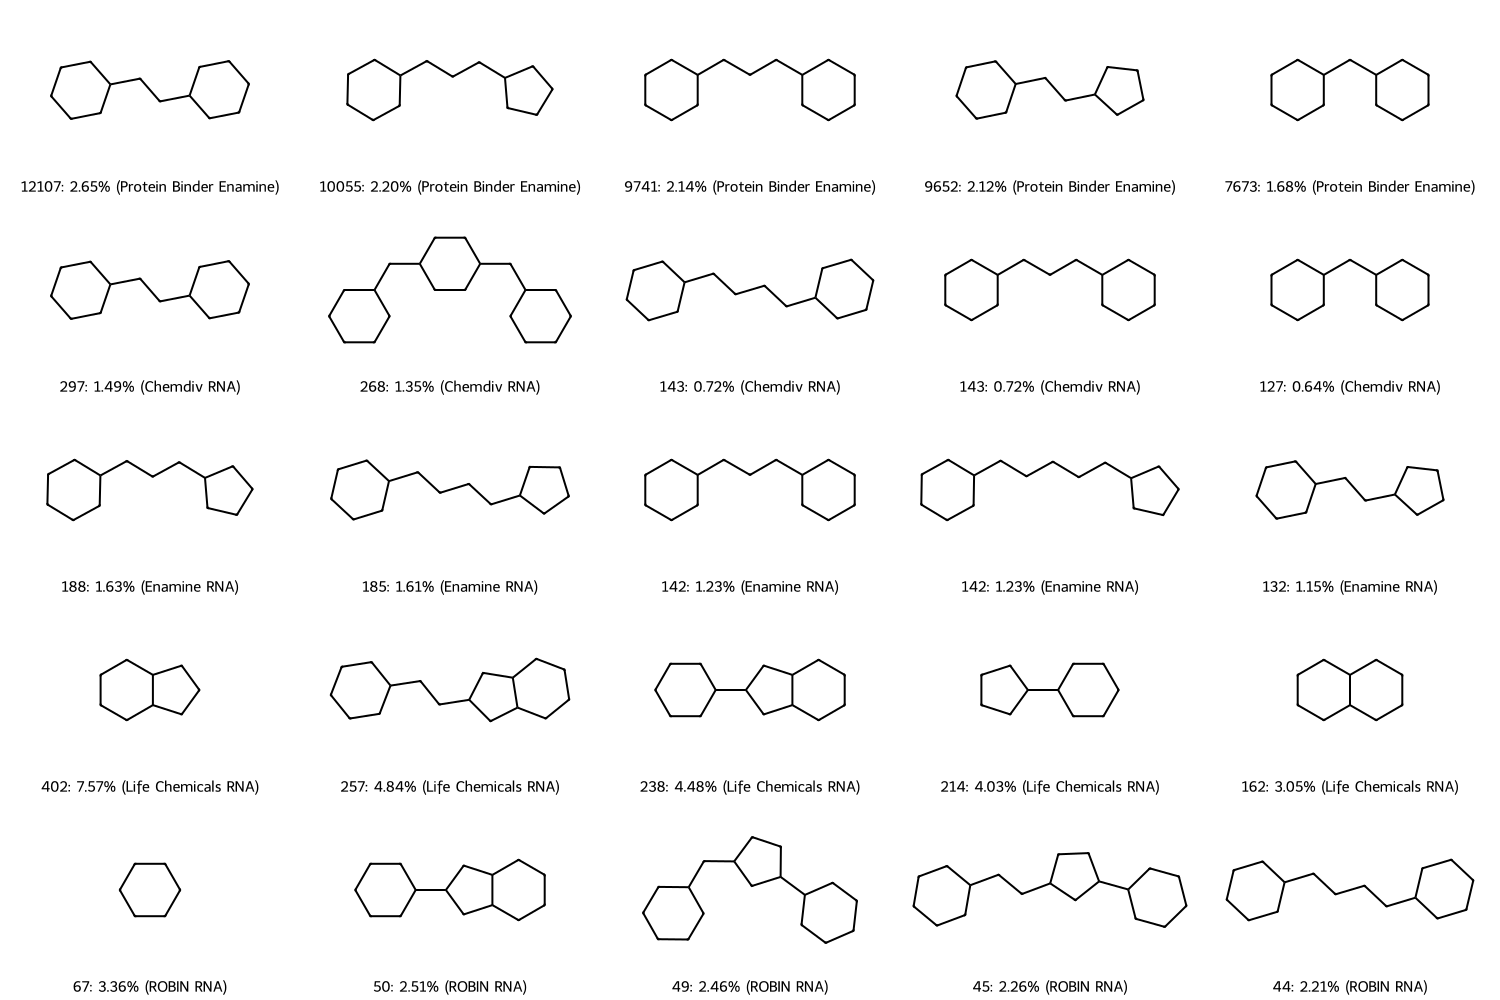 12107: 2.65% (Protein Binder Enamine)
10055: 2.20% (Protein Binder Enamine)
9741: 2.14% (Protein Binder Enamine)
9652: 2.12% (Protein Binder Enamine)
7673: 1.68% (Protein Binder Enamine)
297: 1.49% (Chemdiv RNA)
268: 1.35% (Chemdiv RNA)
143: 0.72% (Chemdiv RNA)
143: 0.72% (Chemdiv RNA)
127: 0.64% (Chemdiv RNA)
188: 1.63% (Enamine RNA)
185: 1.61% (Enamine RNA)
142: 1.23% (Enamine RNA)
142: 1.23% (Enamine RNA)
132: 1.15% (Enamine RNA)
402: 7.57% (Life Chemicals RNA)
257: 4.84% (Life Chemicals RNA)
238: 4.48% (Life Chemicals RNA)
214: 4.03% (Life Chemicals RNA)
162: 3.05% (Life Chemicals RNA)
67: 3.36% (ROBIN RNA)
50: 2.51% (ROBIN RNA)
49: 2.46% (ROBIN RNA)
45: 2.26% (ROBIN RNA)
44: 2.21% (ROBIN RNA)